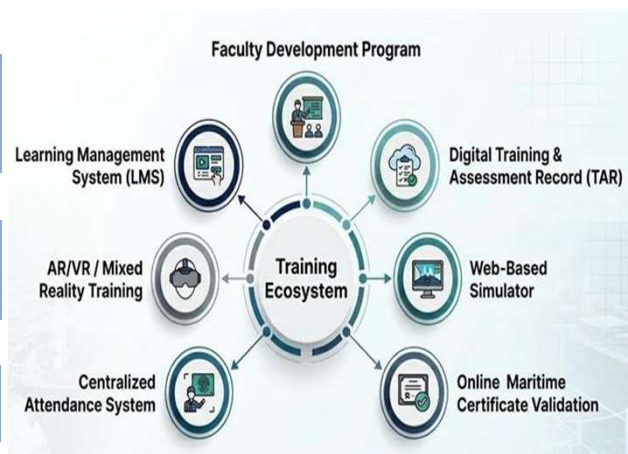 Faculty Development Program
Learning Management
System (LMS)
Digital Training &
Assessment Record (TAR)
AR/VR / Mixed
Reality Training
Training
Ecosystem
Web-Based
Simulator
Centralized
Attendance System
Online Maritime
Certificate Validation